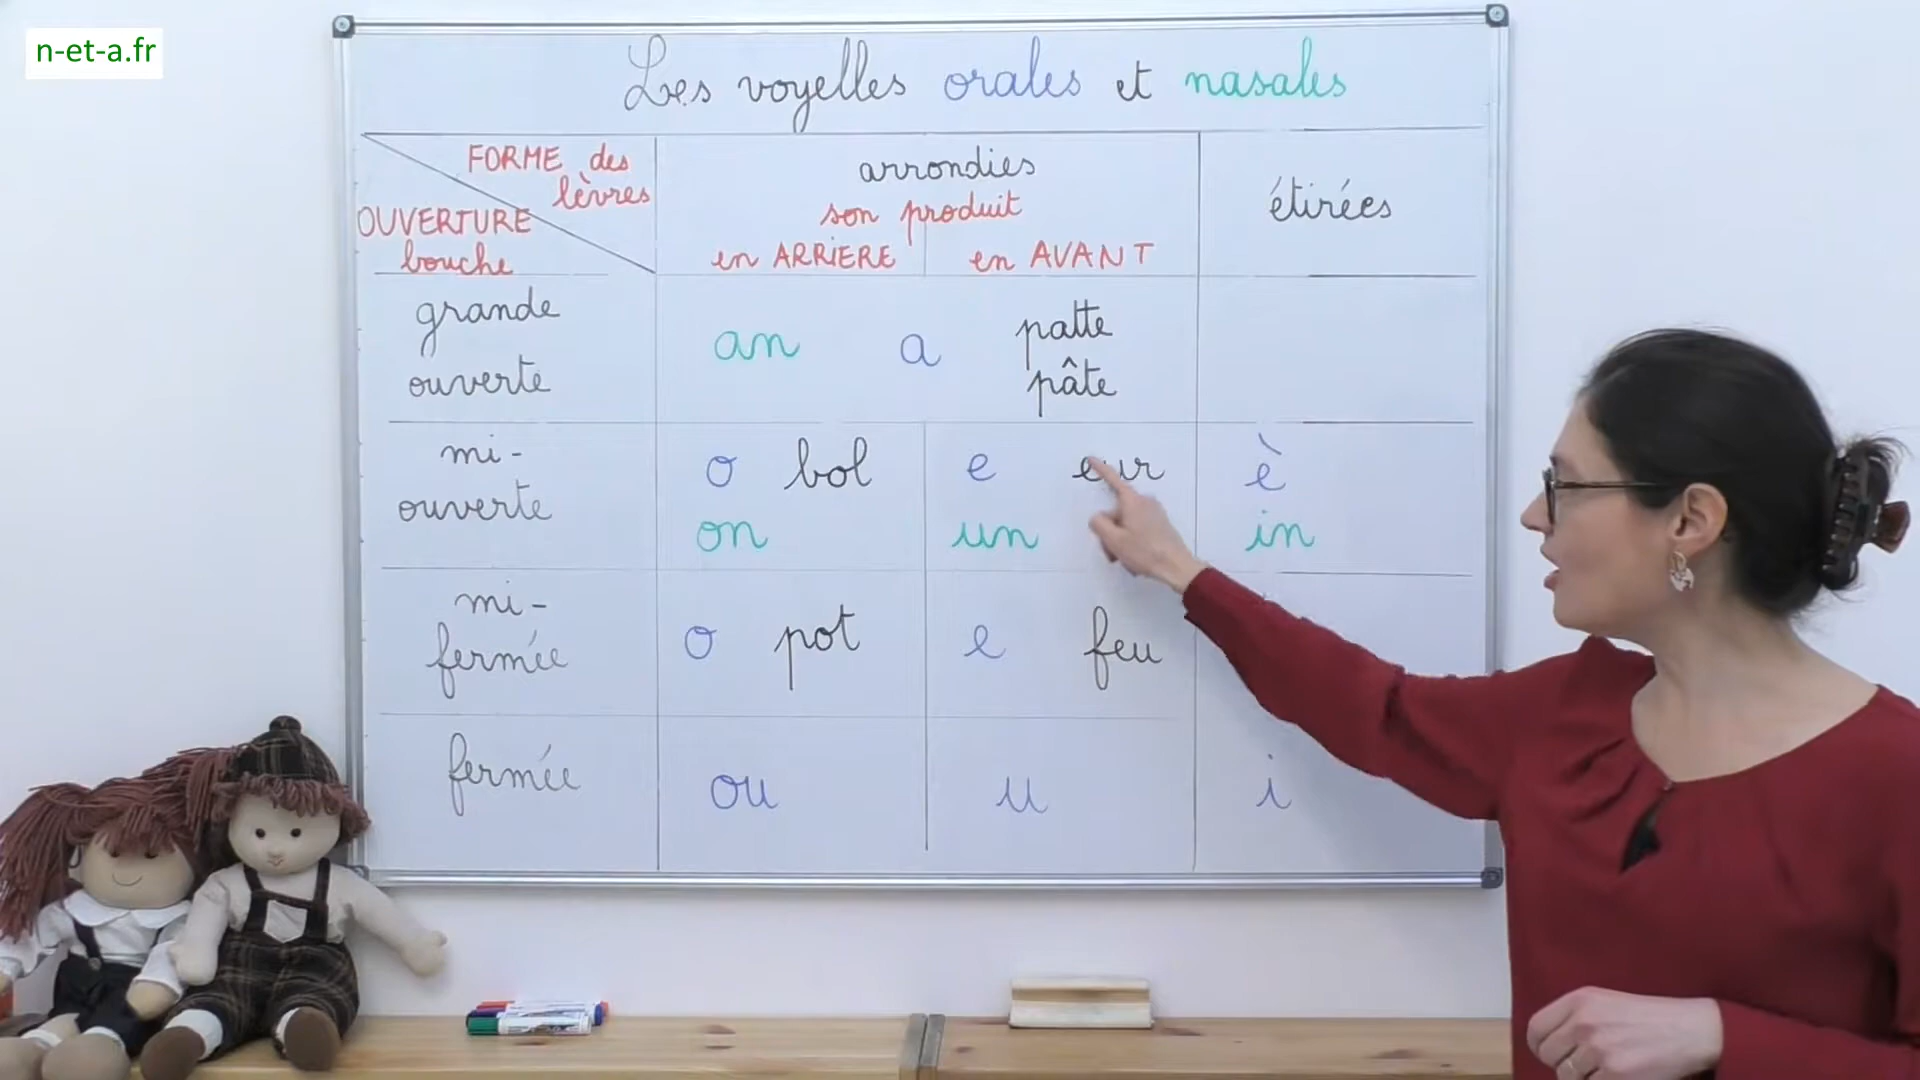 n-et-a.fr
Les voyelles orales et nasales
FORME des
lèvres
OUVERTURE
bouche
arrondies
son produit
en ARRIERE
en AVANT
étirées
grande
ouverte
an
a
patte
pâte
mi-
ouverte
o bol
on
e eur
un
è
in
mi-
fermée
o pot
e feu
fermée
ou
u
i